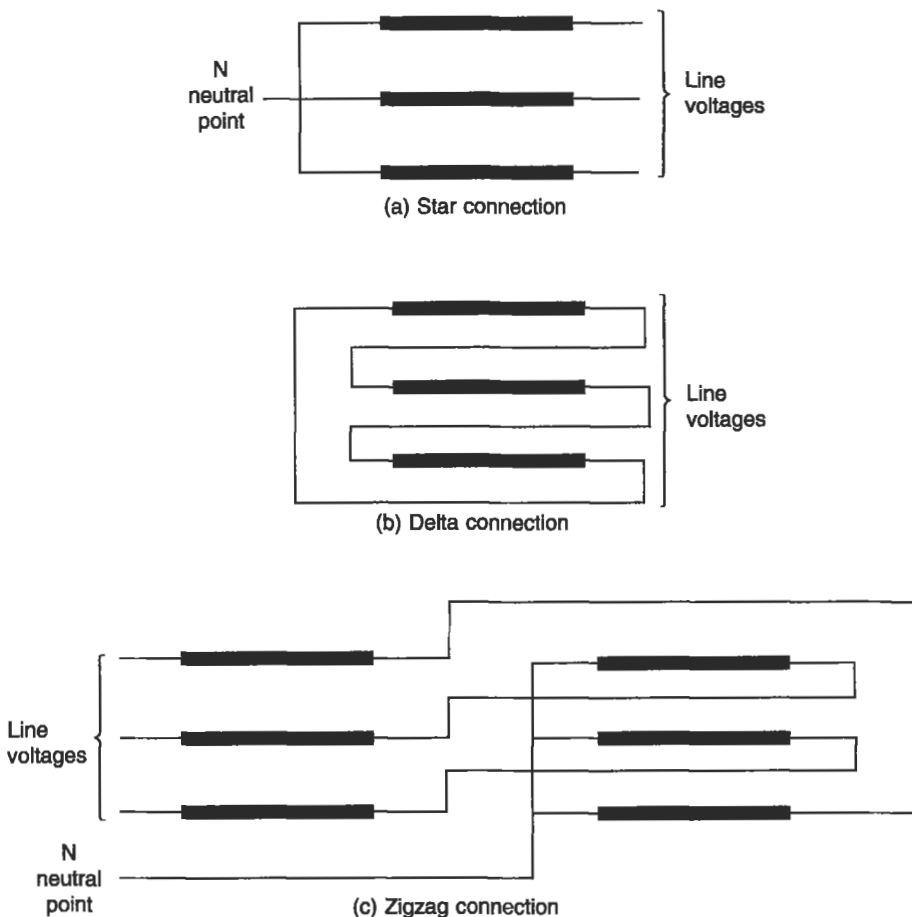 N
neutral
point
Line
voltages
(a) Star connection
Line
voltages
(b) Delta connection
Line
voltages
N
neutral
point
(c) Zigzag connection